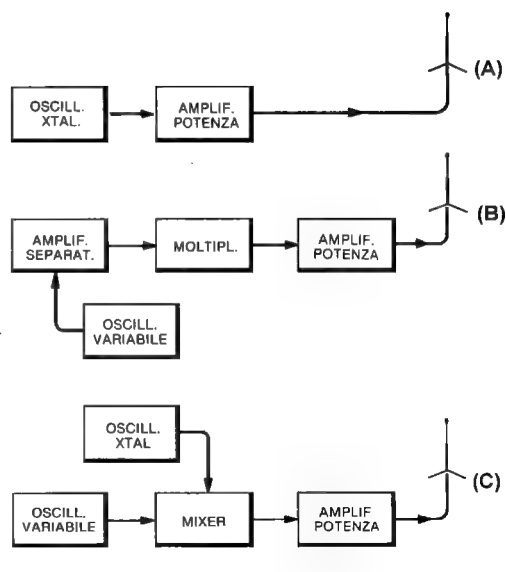 OSCILL.
XTAL.
AMPLIF.
POTENZA
(A)
AMPLIF.
SEPARAT.
MOLTIPL.
AMPLIF.
POTENZA
(B)
OSCILL.
VARIABILE
OSCILL.
XTAL
OSCILL.
VARIABILE
MIXER
AMPLIF
POTENZA
(C)